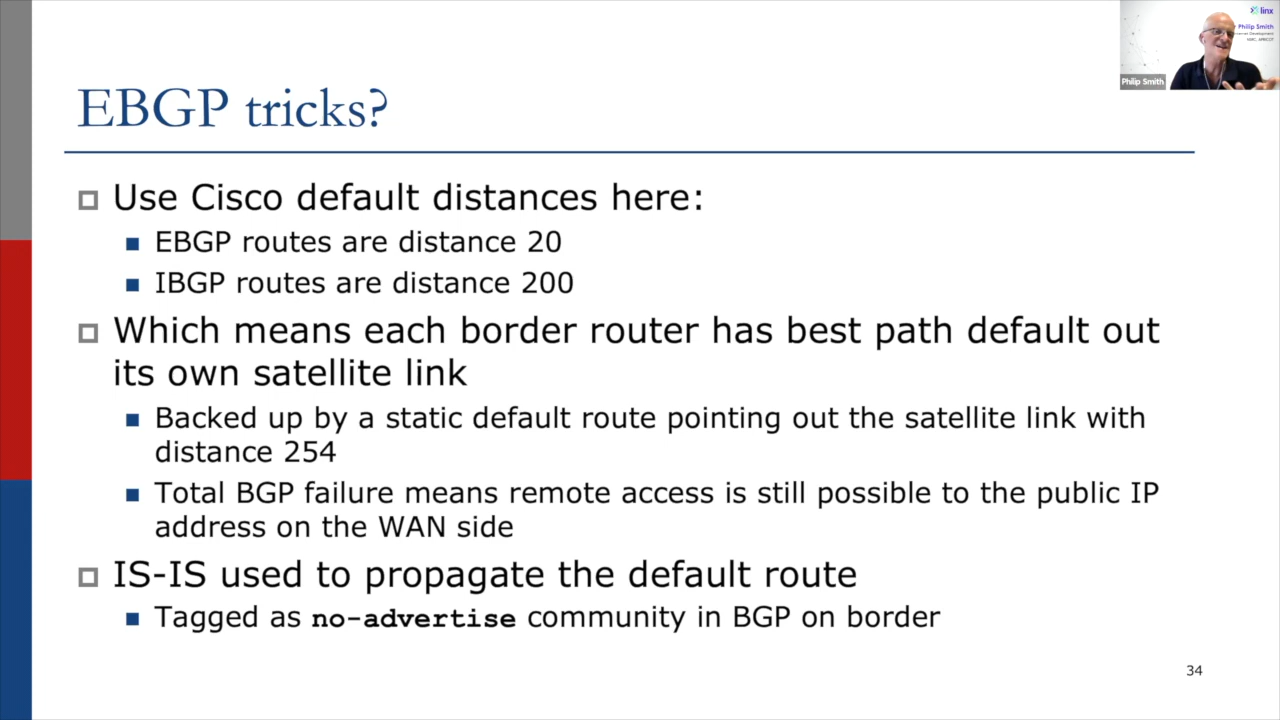 linx
Philip Smith
Philip Smith
EBGP tricks?
Use Cisco default distances here:
EBGP routes are distance 20
IBGP routes are distance 200
Which means each border router has best path default out
its own satellite link
Backed up by a static default route pointing out the satellite link with
distance 254
Total BGP failure means remote access is still possible to the public IP
address on the WAN side
IS-IS used to propagate the default route
Tagged as no-advertise community in BGP on border
34